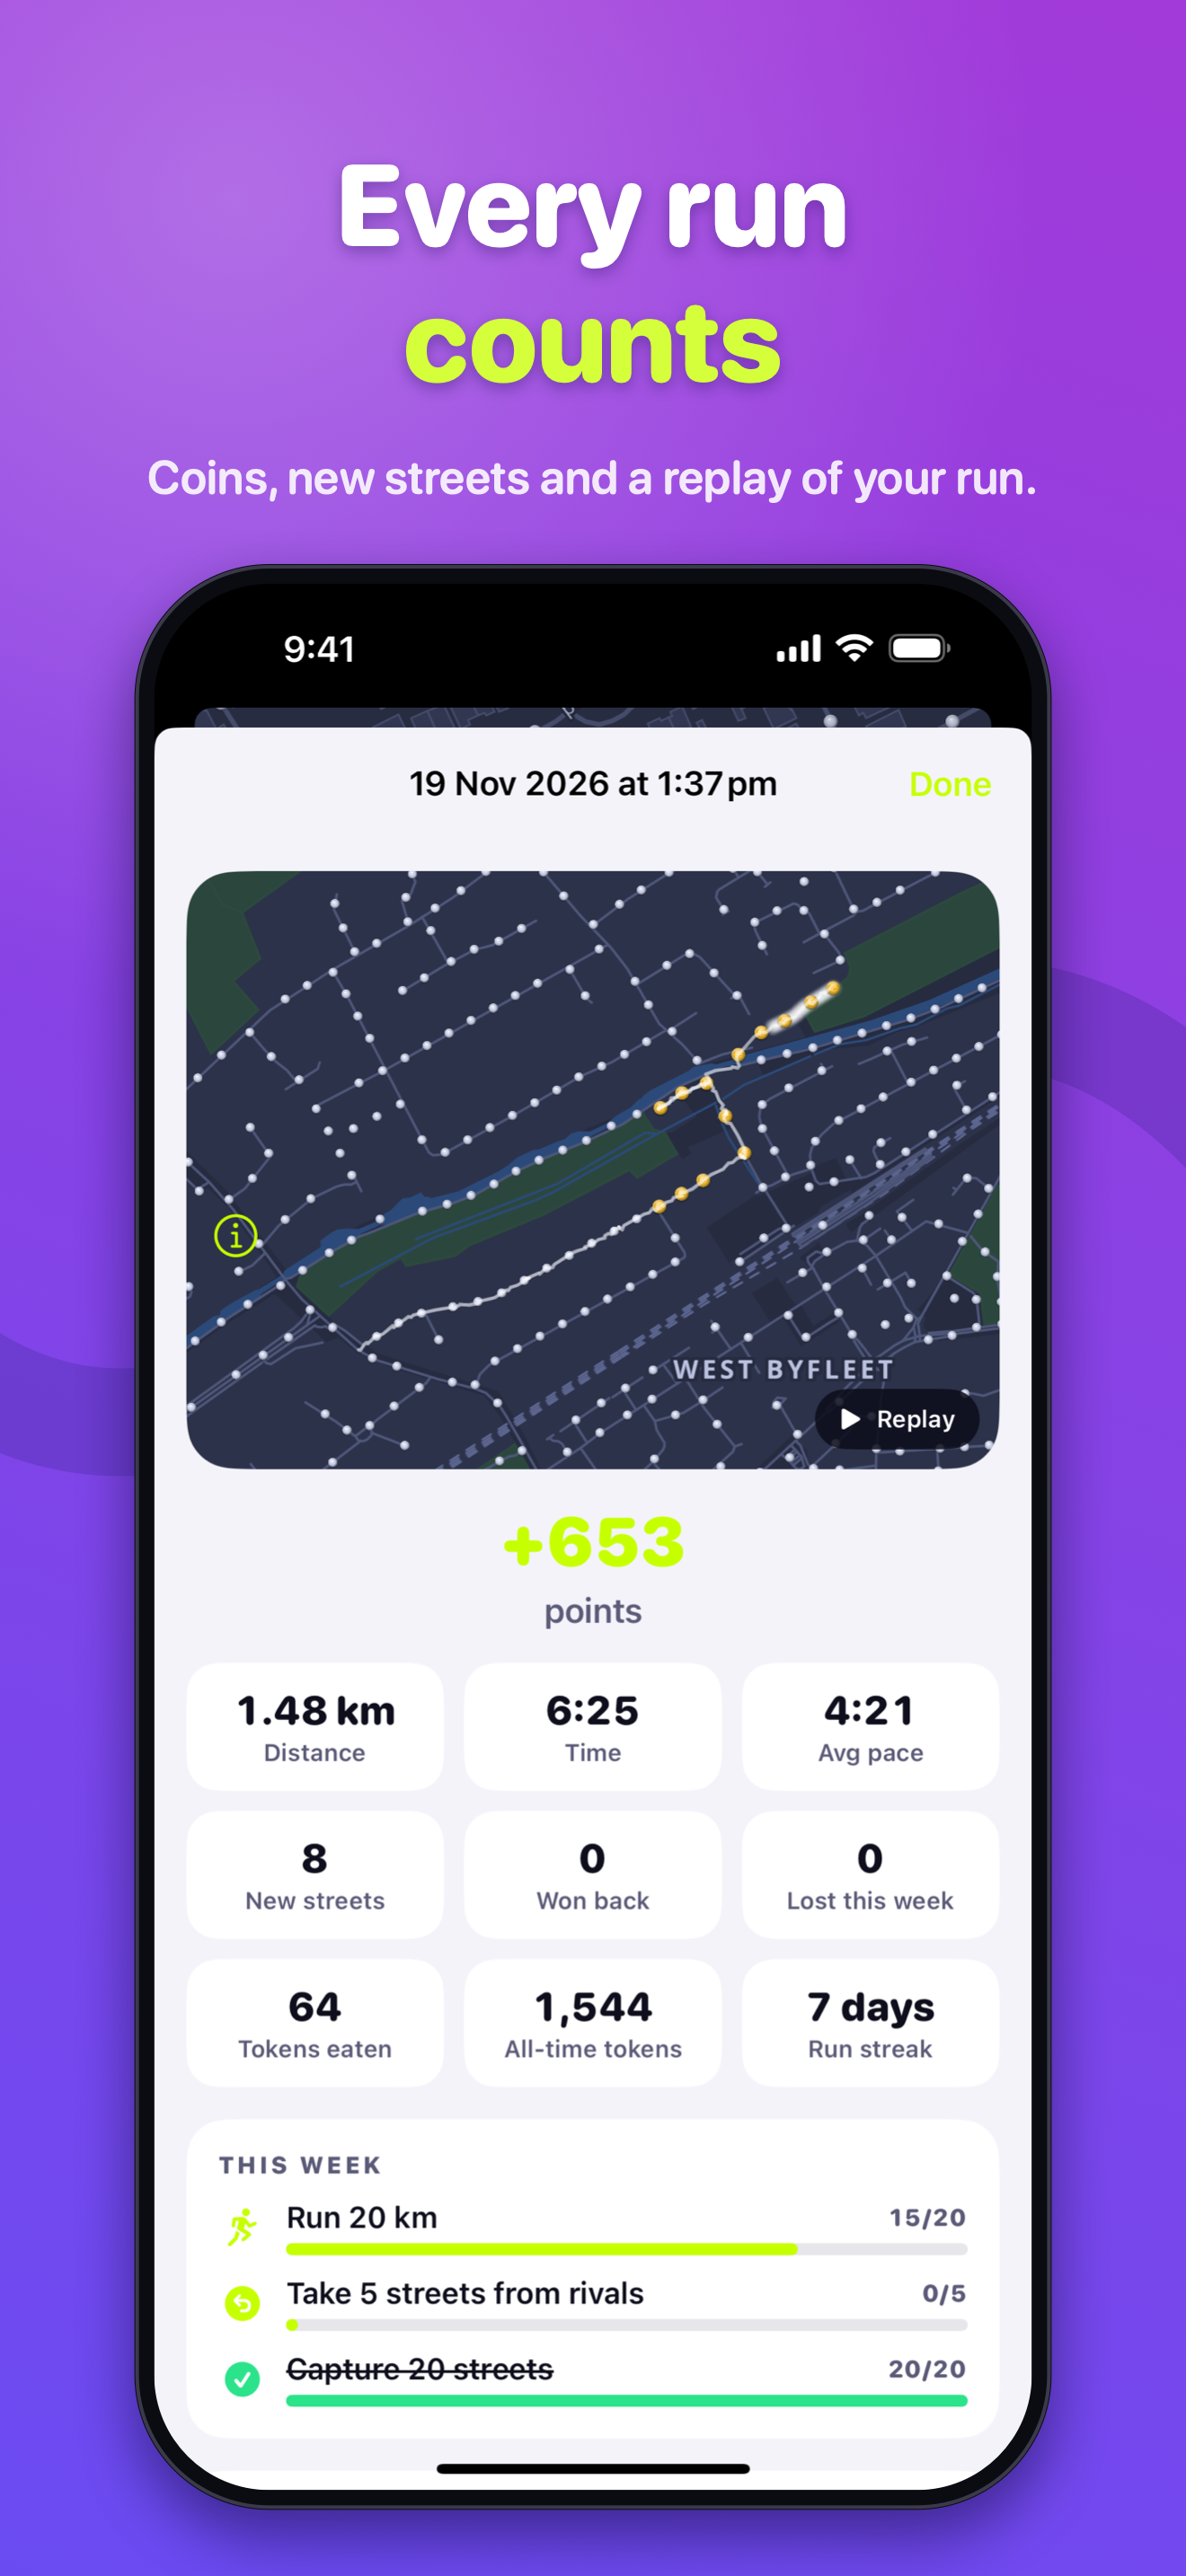 Every run
counts
Coins, new streets and a replay of your run.
9:41
19 Nov 2026 at 1:37 pm
Done
WEST BYFLEET
Replay
+653
points
1.48 km
Distance
6:25
Time
4:21
Avg pace
8
New streets
0
Won back
0
Lost this week
64
Tokens eaten
1,544
All-time tokens
7 days
Run streak
THIS WEEK
Run 20 km
15/20
Take 5 streets from rivals
0/5
Capture 20 streets
20/20